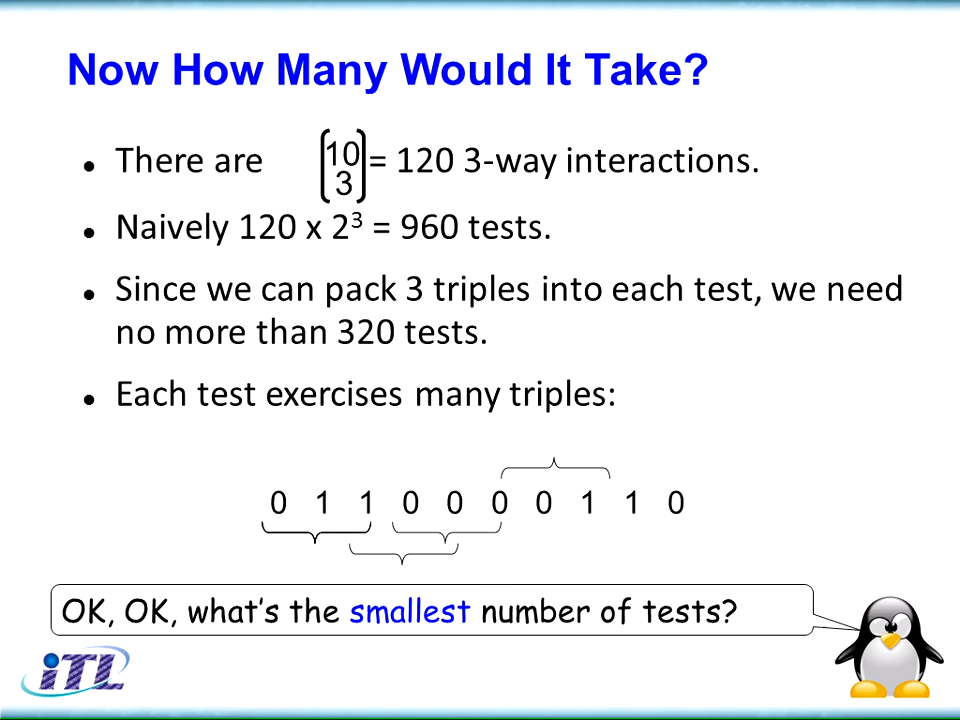 Now How Many Would It Take?
There are (10 3) = 120 3-way interactions.
Naively 120 x 2³ = 960 tests.
Since we can pack 3 triples into each test, we need
no more than 320 tests.
Each test exercises many triples:
0 1 1 0 0 0 0 1 1 0
OK, OK, what's the smallest number of tests?
iTL